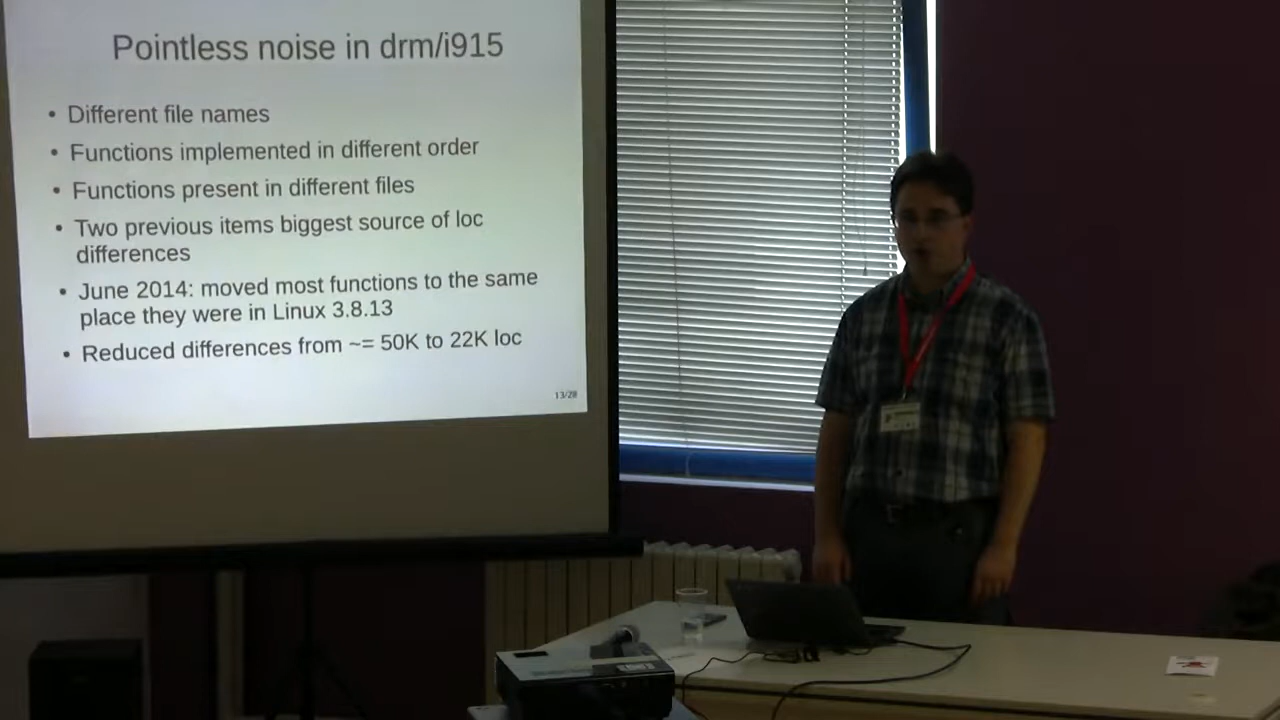 Pointless noise in drm/i915
• Different file names
• Functions implemented in different order
• Functions present in different files
• Two previous items biggest source of loc
differences
• June 2014: moved most functions to the same
place they were in Linux 3.8.13
• Reduced differences from ~= 50K to 22K loc
13/28